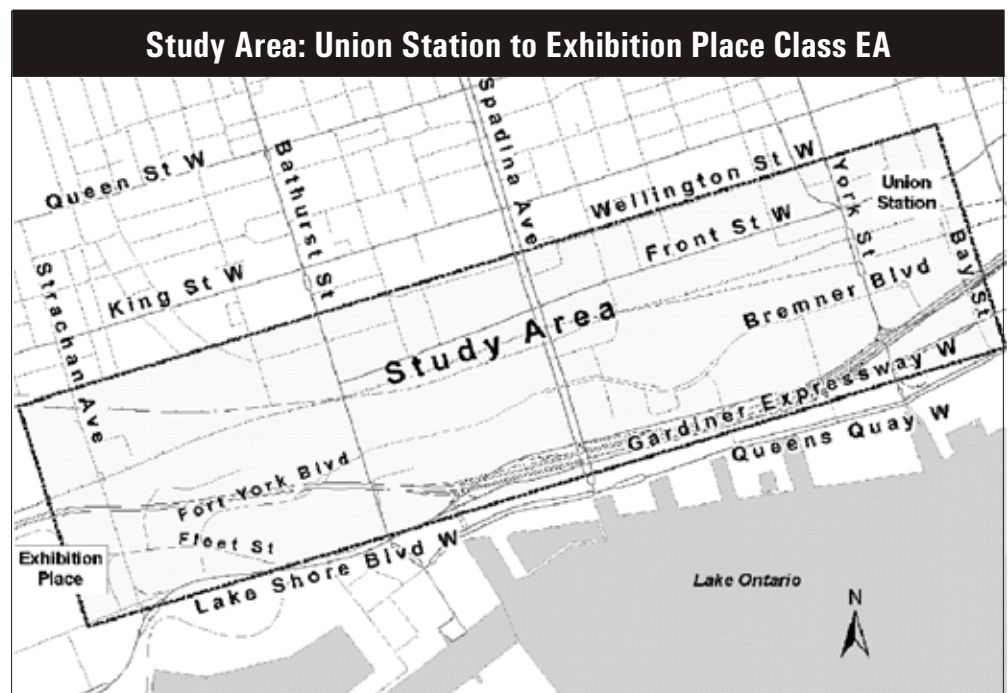 Study Area: Union Station to Exhibition Place Class EA
Queen St W
Bathurst St
Spadina Ave
Wellington St W
York St
Union
Station
King St W
Front St W
Bay St
Strachan Ave
Study Area
Bremner Blvd
Gardiner Expressway W
Queens Quay W
Fort York Blvd
Fleet St
Exhibition
Place
Lake Shore Blvd W
Lake Ontario
N